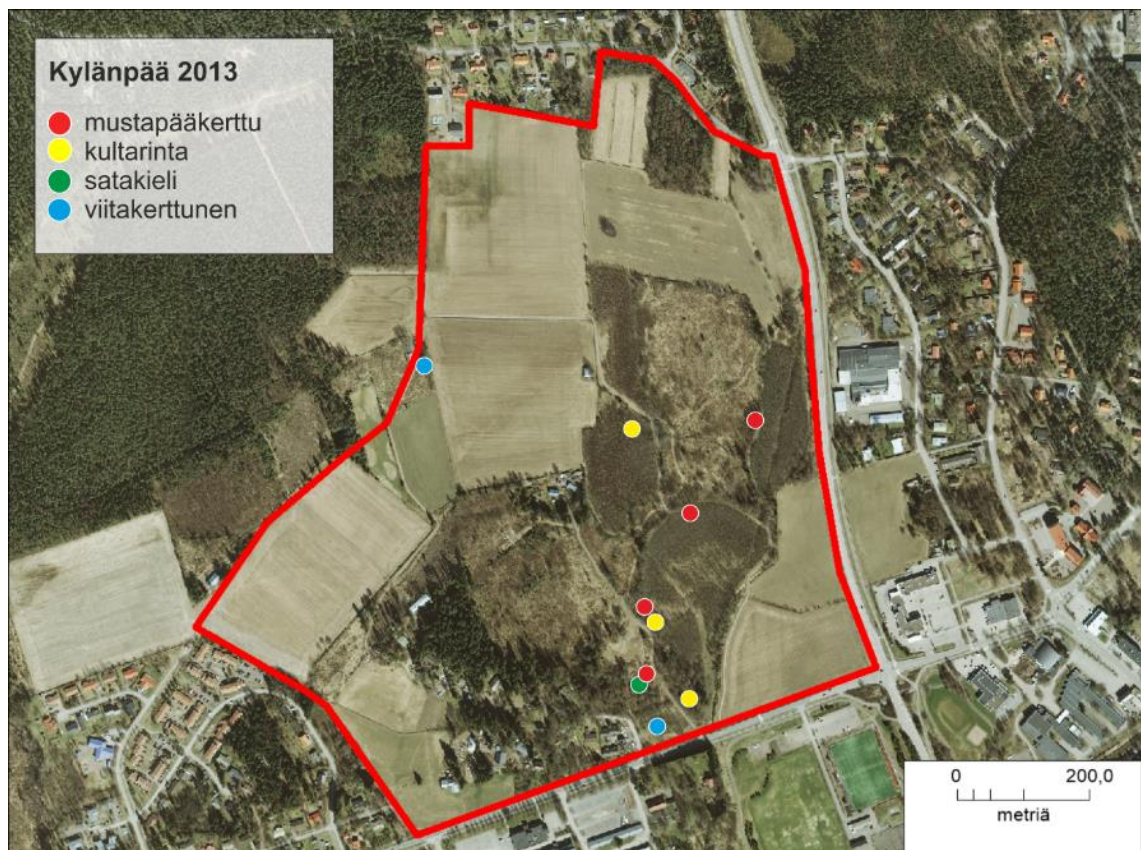 Kylänpää 2013
mustapääkerttu
kultarinta
satakieli
viitakerttunen
0 200,0
metriä